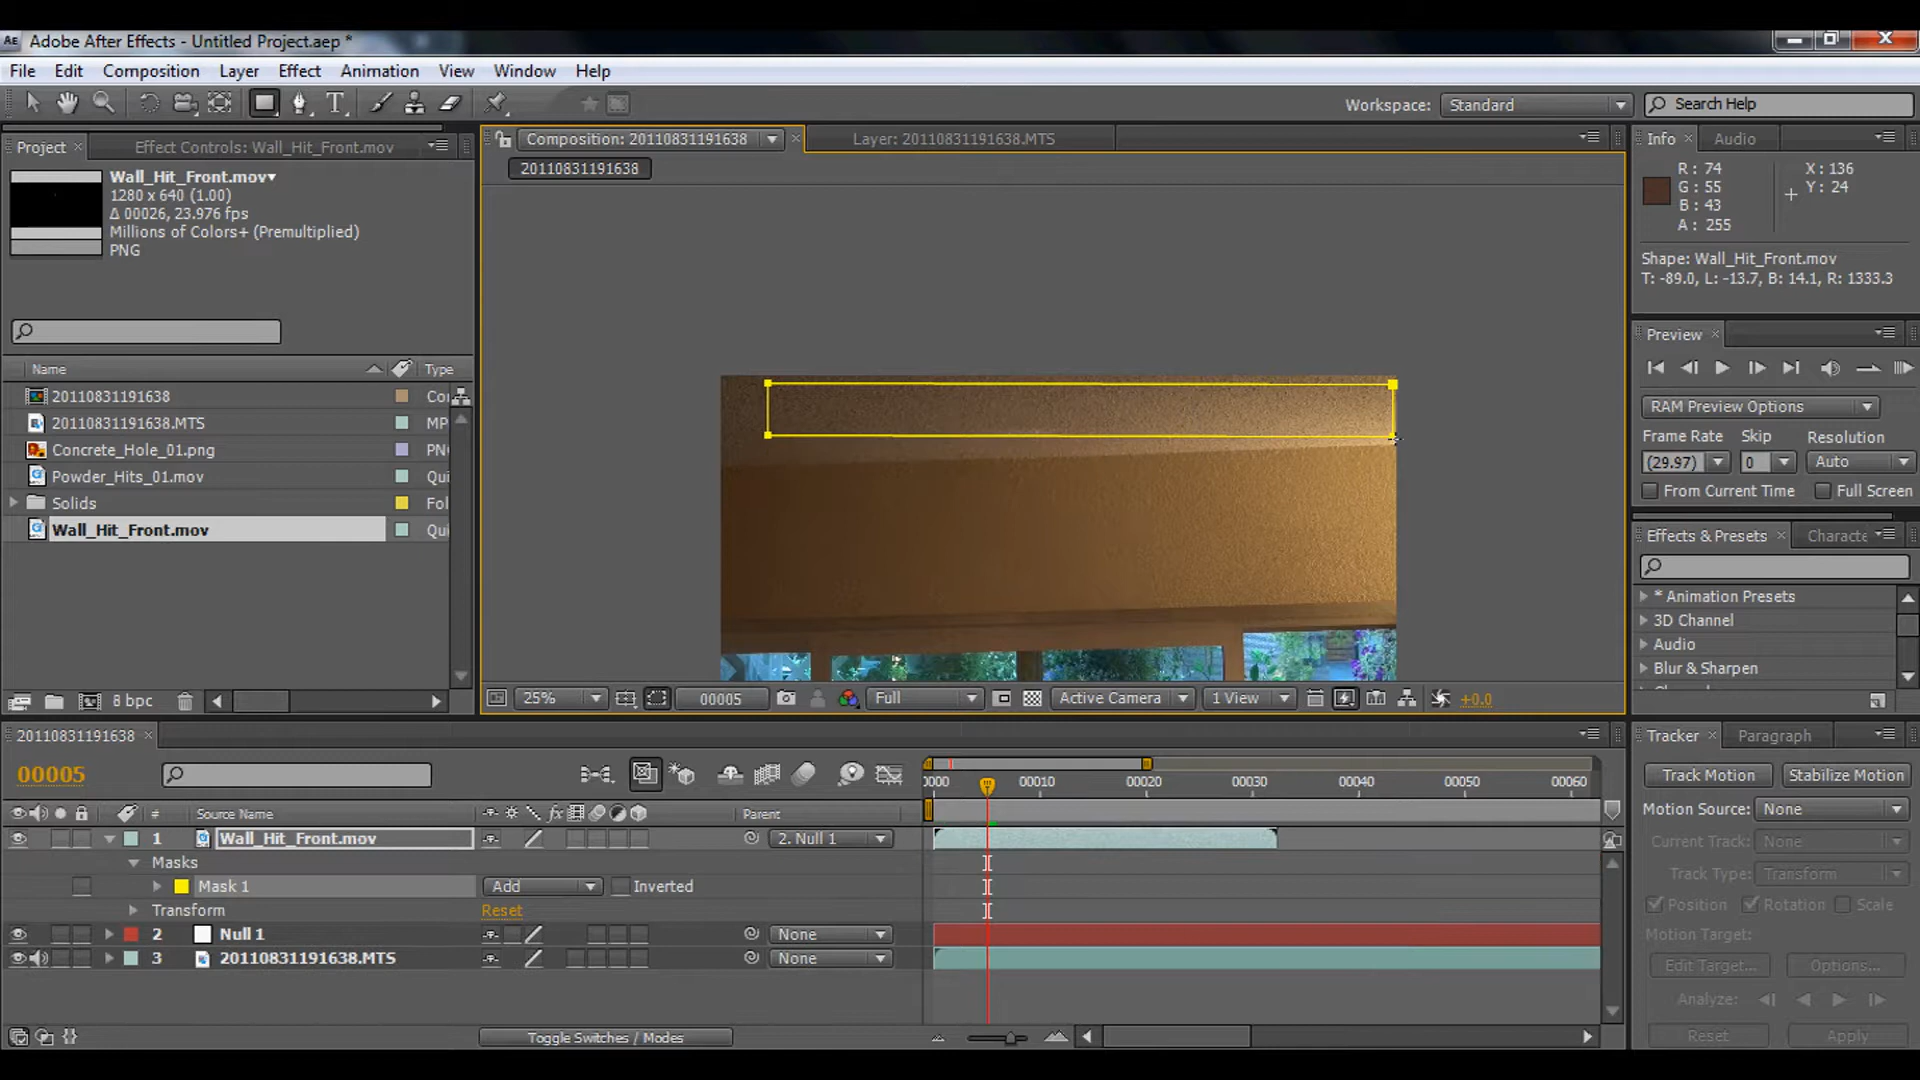 Adobe After Effects - Untitled Project.aep *
File Edit Composition Layer Effect Animation View Window Help
Workspace: Standard Search Help
Project Effect Controls: Wall_Hit_Front.mov
Wall_Hit_Front.mov▾
1280 x 640 (1.00)
Δ 00026, 23.976 fps
Millions of Colors+ (Premultiplied)
PNG
Name Type
20110831191638 Cor
20110831191638.MTS MP
Concrete_Hole_01.png PN
Powder_Hits_01.mov Qui
Solids Fol
Wall_Hit_Front.mov Qui
8 bpc
Composition: 20110831191638 Layer: 20110831191638.MTS
20110831191638
25% 00005 Full Active Camera 1 View +0.0
Info Audio
R: 74 X: 136
G: 55 Y: 24
B: 43
A: 255
Shape: Wall_Hit_Front.mov
T: -89.0, L: -13.7, B: 14.1, R: 1333.3
Preview
RAM Preview Options
Frame Rate Skip Resolution
(29.97) 0 Auto
From Current Time Full Screen
Effects & Presets Characte
* Animation Presets
3D Channel
Audio
Blur & Sharpen
Tracker Paragraph
Track Motion Stabilize Motion
Motion Source: None
Current Track: None
Track Type: Transform
Position Rotation Scale
Motion Target:
Edit Target... Options...
Analyze:
Reset Apply
20110831191638
00005
0000 00010 00020 00030 00040 00050 00060
# Source Name Parent
1 Wall_Hit_Front.mov 2. Null 1
Masks
Mask 1 Add Inverted
Transform Reset
2 Null 1 None
3 20110831191638.MTS None
Toggle Switches / Modes